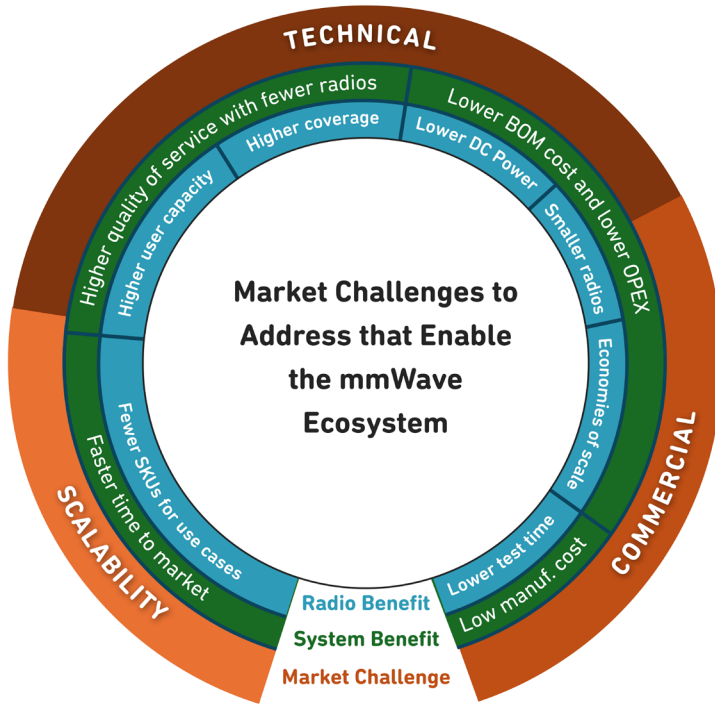 TECHNICAL
Higher quality of service with fewer radios
Lower BOM cost and lower OPEX
Higher user capacity
Higher coverage
Lower DC Power
Smaller radios
Economies of scale
Lower test time
Low manuf. cost
COMMERCIAL
Market Challenges to
Address that Enable
the mmWave
Ecosystem
SCALABILITY
Faster time to market
Fewer SKUs for use cases
Radio Benefit
System Benefit
Market Challenge